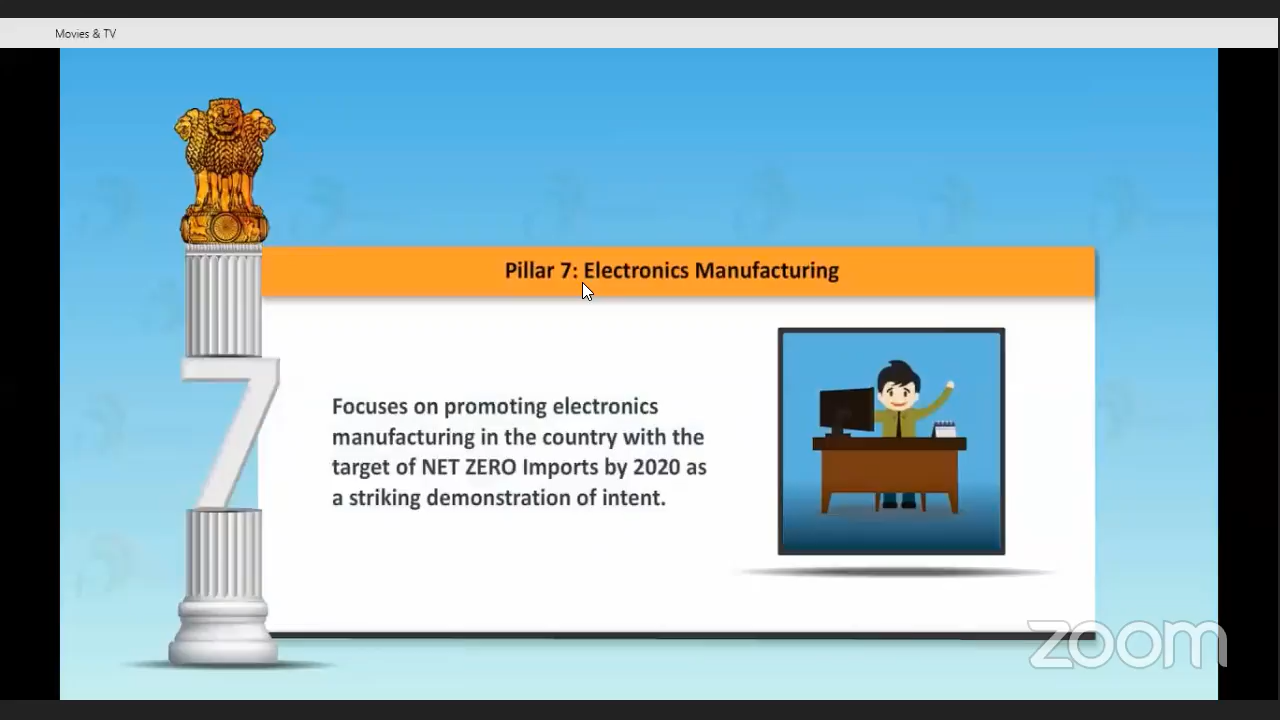 Movies & TV
Pillar 7: Electronics Manufacturing
7
Focuses on promoting electronics
manufacturing in the country with the
target of NET ZERO Imports by 2020 as
a striking demonstration of intent.
zoom